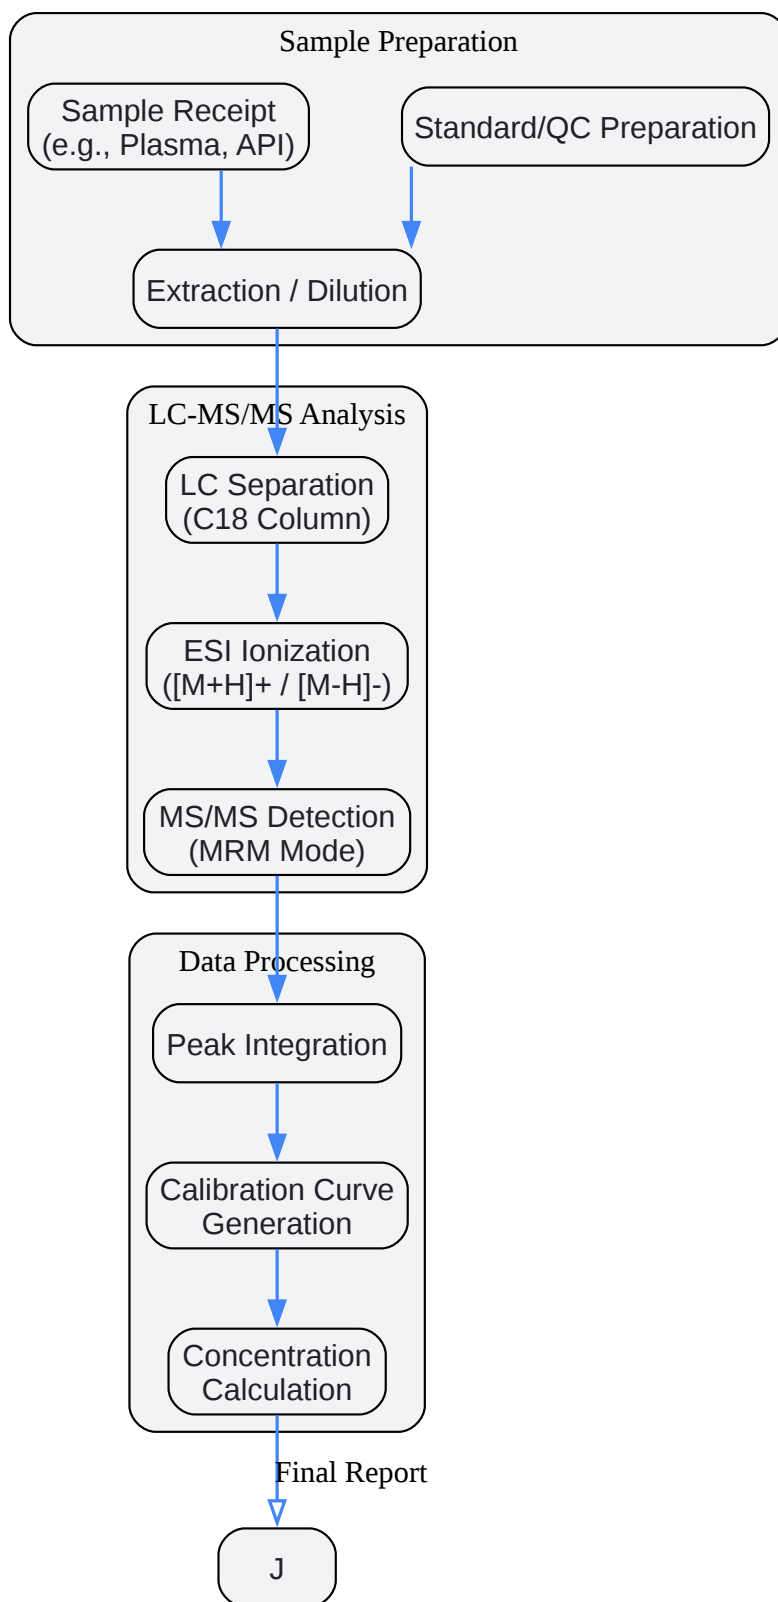 Sample Preparation
Sample Receipt
(e.g., Plasma, API)
Standard/QC Preparation
Extraction / Dilution
LC-MS/MS Analysis
LC Separation
(C18 Column)
ESI Ionization
([M+H]+ / [M-H]-)
MS/MS Detection
(MRM Mode)
Data Processing
Peak Integration
Calibration Curve
Generation
Concentration
Calculation
Final Report
J